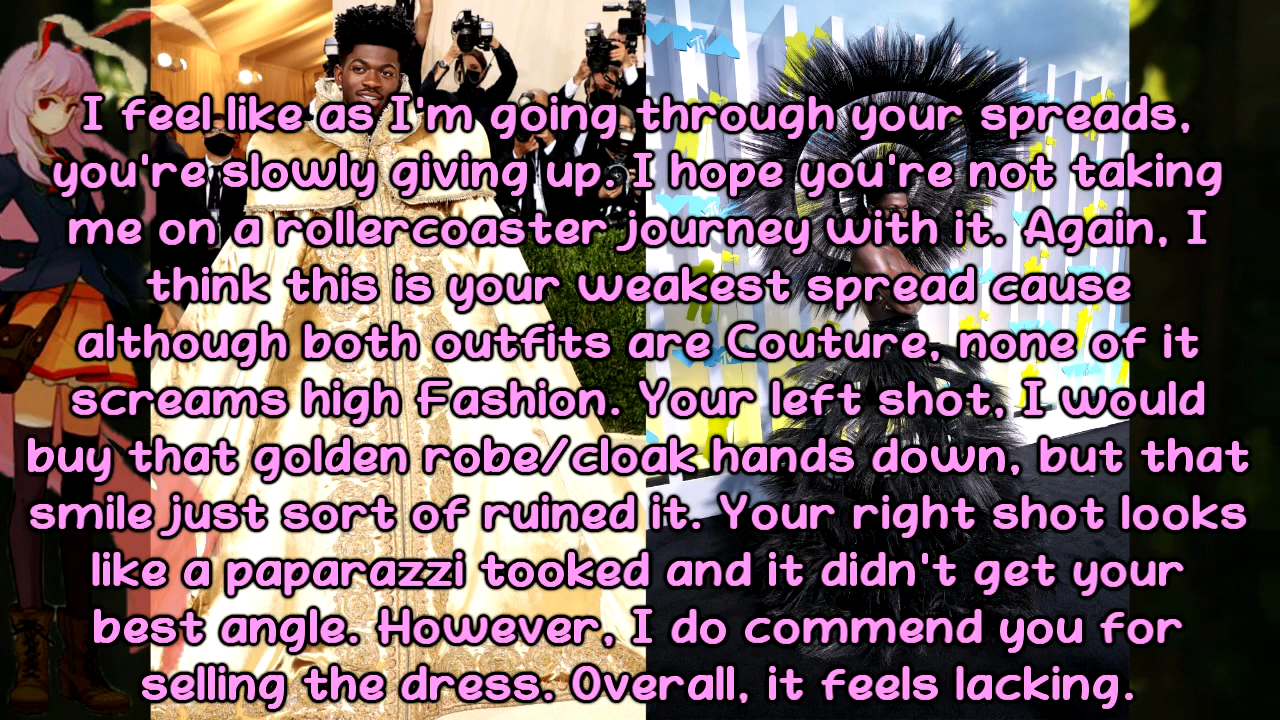 I feel like as I'm going through your spreads,
you're slowly giving up. I hope you're not taking
me on a rollercoaster journey with it. Again, I
think this is your weakest spread cause
although both outfits are Couture, none of it
screams high Fashion. Your left shot, I would
buy that golden robe/cloak hands down, but that
smile just sort of ruined it. Your right shot looks
like a paparazzi tooked and it didn't get your
best angle. However, I do commend you for
selling the dress. Overall, it feels lacking.